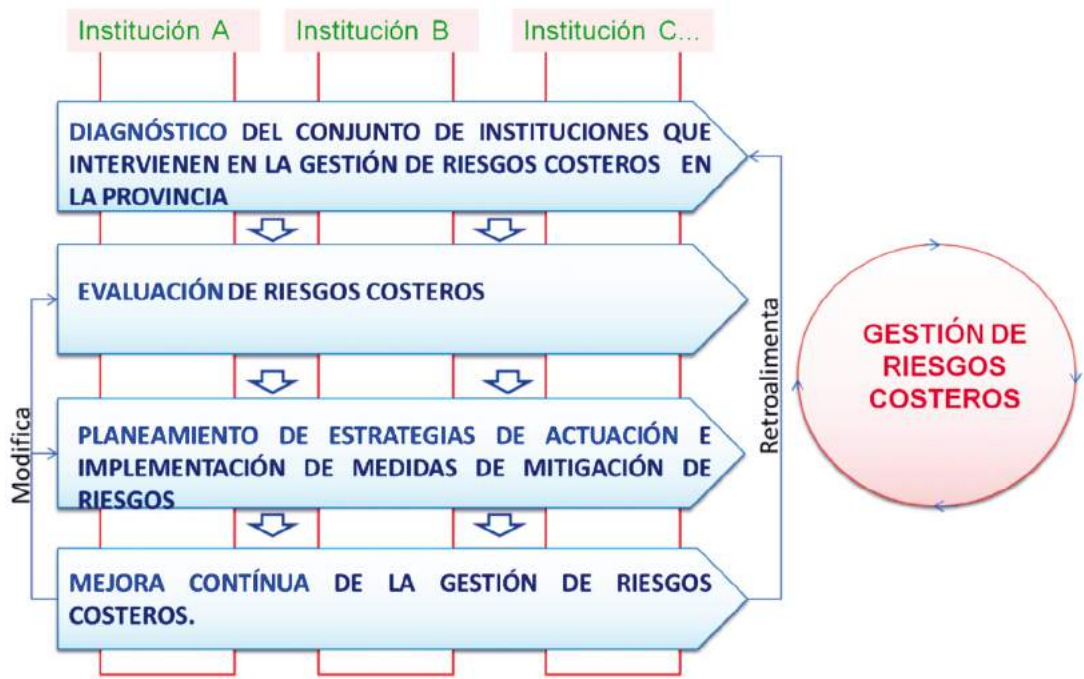 Institución A
Institución B
Institución C...
DIAGNÓSTICO DEL CONJUNTO DE INSTITUCIONES QUE
INTERVIENEN EN LA GESTIÓN DE RIESGOS COSTEROS EN
LA PROVINCIA
EVALUACIÓN DE RIESGOS COSTEROS
PLANEAMIENTO DE ESTRATEGIAS DE ACTUACIÓN E
IMPLEMENTACIÓN DE MEDIDAS DE MITIGACIÓN DE
RIESGOS
MEJORA CONTÍNUA DE LA GESTIÓN DE RIESGOS
COSTEROS.
Modifica
Retroalimenta
GESTIÓN DE
RIESGOS
COSTEROS